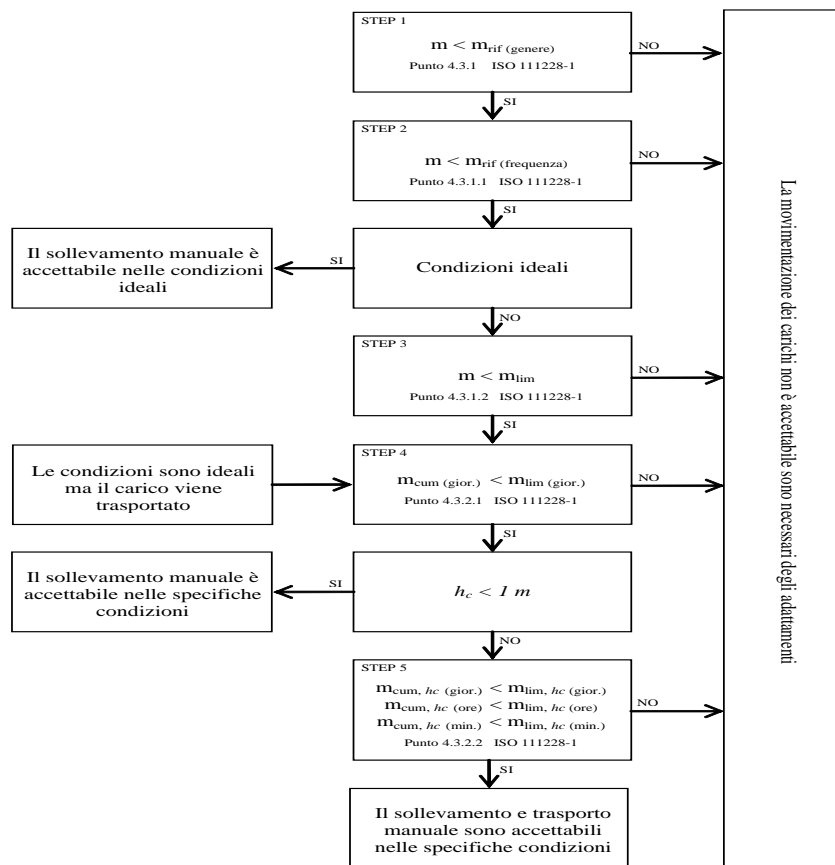 STEP 1
m < mrif (genere)
Punto 4.3.1 ISO 111228-1
NO
SI
STEP 2
m < mrif (frequenza)
Punto 4.3.1.1 ISO 111228-1
NO
SI
Il sollevamento manuale è
accettabile nelle condizioni
ideali
SI
Condizioni ideali
NO
STEP 3
m < mlim
Punto 4.3.1.2 ISO 111228-1
NO
SI
Le condizioni sono ideali
ma il carico viene
trasportato
STEP 4
mcum (gior.) < mlim (gior.)
Punto 4.3.2.1 ISO 111228-1
NO
SI
Il sollevamento manuale è
accettabile nelle specifiche
condizioni
SI
hc < 1 m
NO
STEP 5
mcum, hc (gior.) < mlim, hc (gior.)
mcum, hc (ore) < mlim, hc (ore)
mcum, hc (min.) < mlim, hc (min.)
Punto 4.3.2.2 ISO 111228-1
NO
SI
Il sollevamento e trasporto
manuale sono accettabili
nelle specifiche condizioni
La movimentazione dei carichi non è accettabile sono necessari degli adattamenti